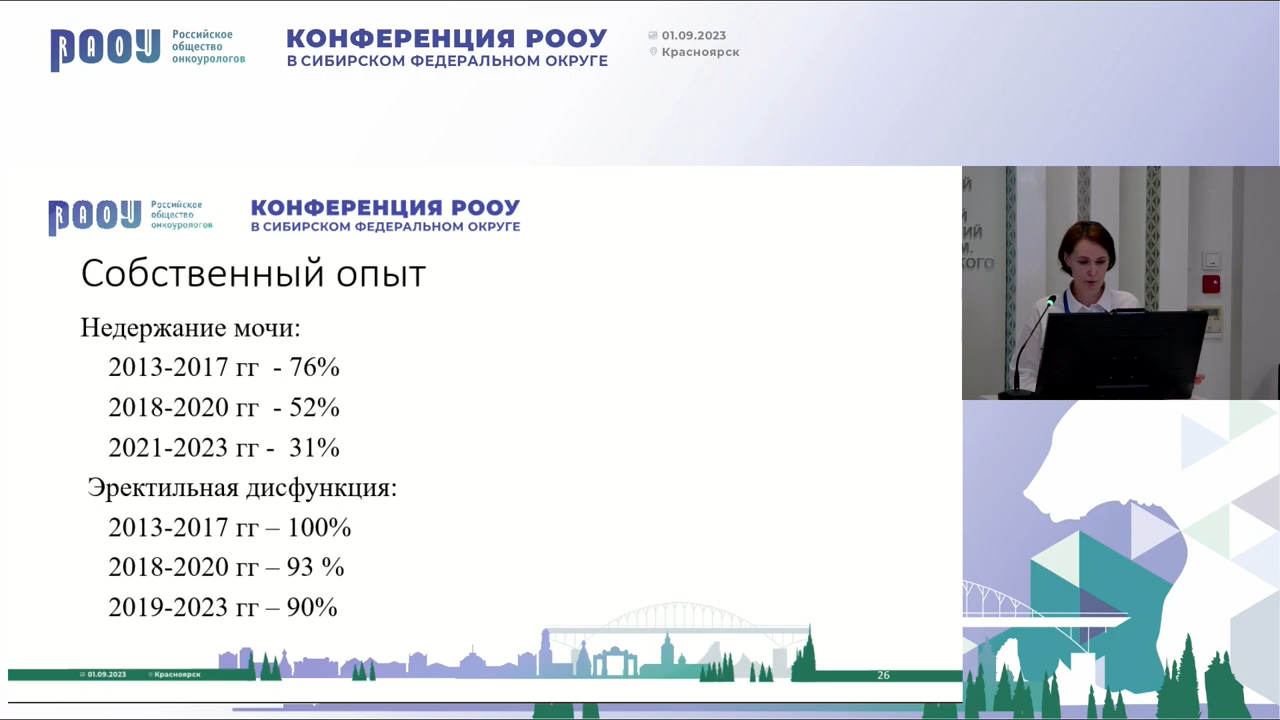 РООУ
RAOU
Российское
общество
онкоурологов
КОНФЕРЕНЦИЯ РООУ
В СИБИРСКОМ ФЕДЕРАЛЬНОМ ОКРУГЕ
01.09.2023
Красноярск
РООУ
RAOU
Российское
общество
онкоурологов
КОНФЕРЕНЦИЯ РООУ
В СИБИРСКОМ ФЕДЕРАЛЬНОМ ОКРУГЕ
Собственный опыт
Недержание мочи:
2013-2017 гг - 76%
2018-2020 гг - 52%
2021-2023 гг - 31%
Эректильная дисфункция:
2013-2017 гг – 100%
2018-2020 гг – 93 %
2019-2023 гг – 90%
01.09.2023
Красноярск
26